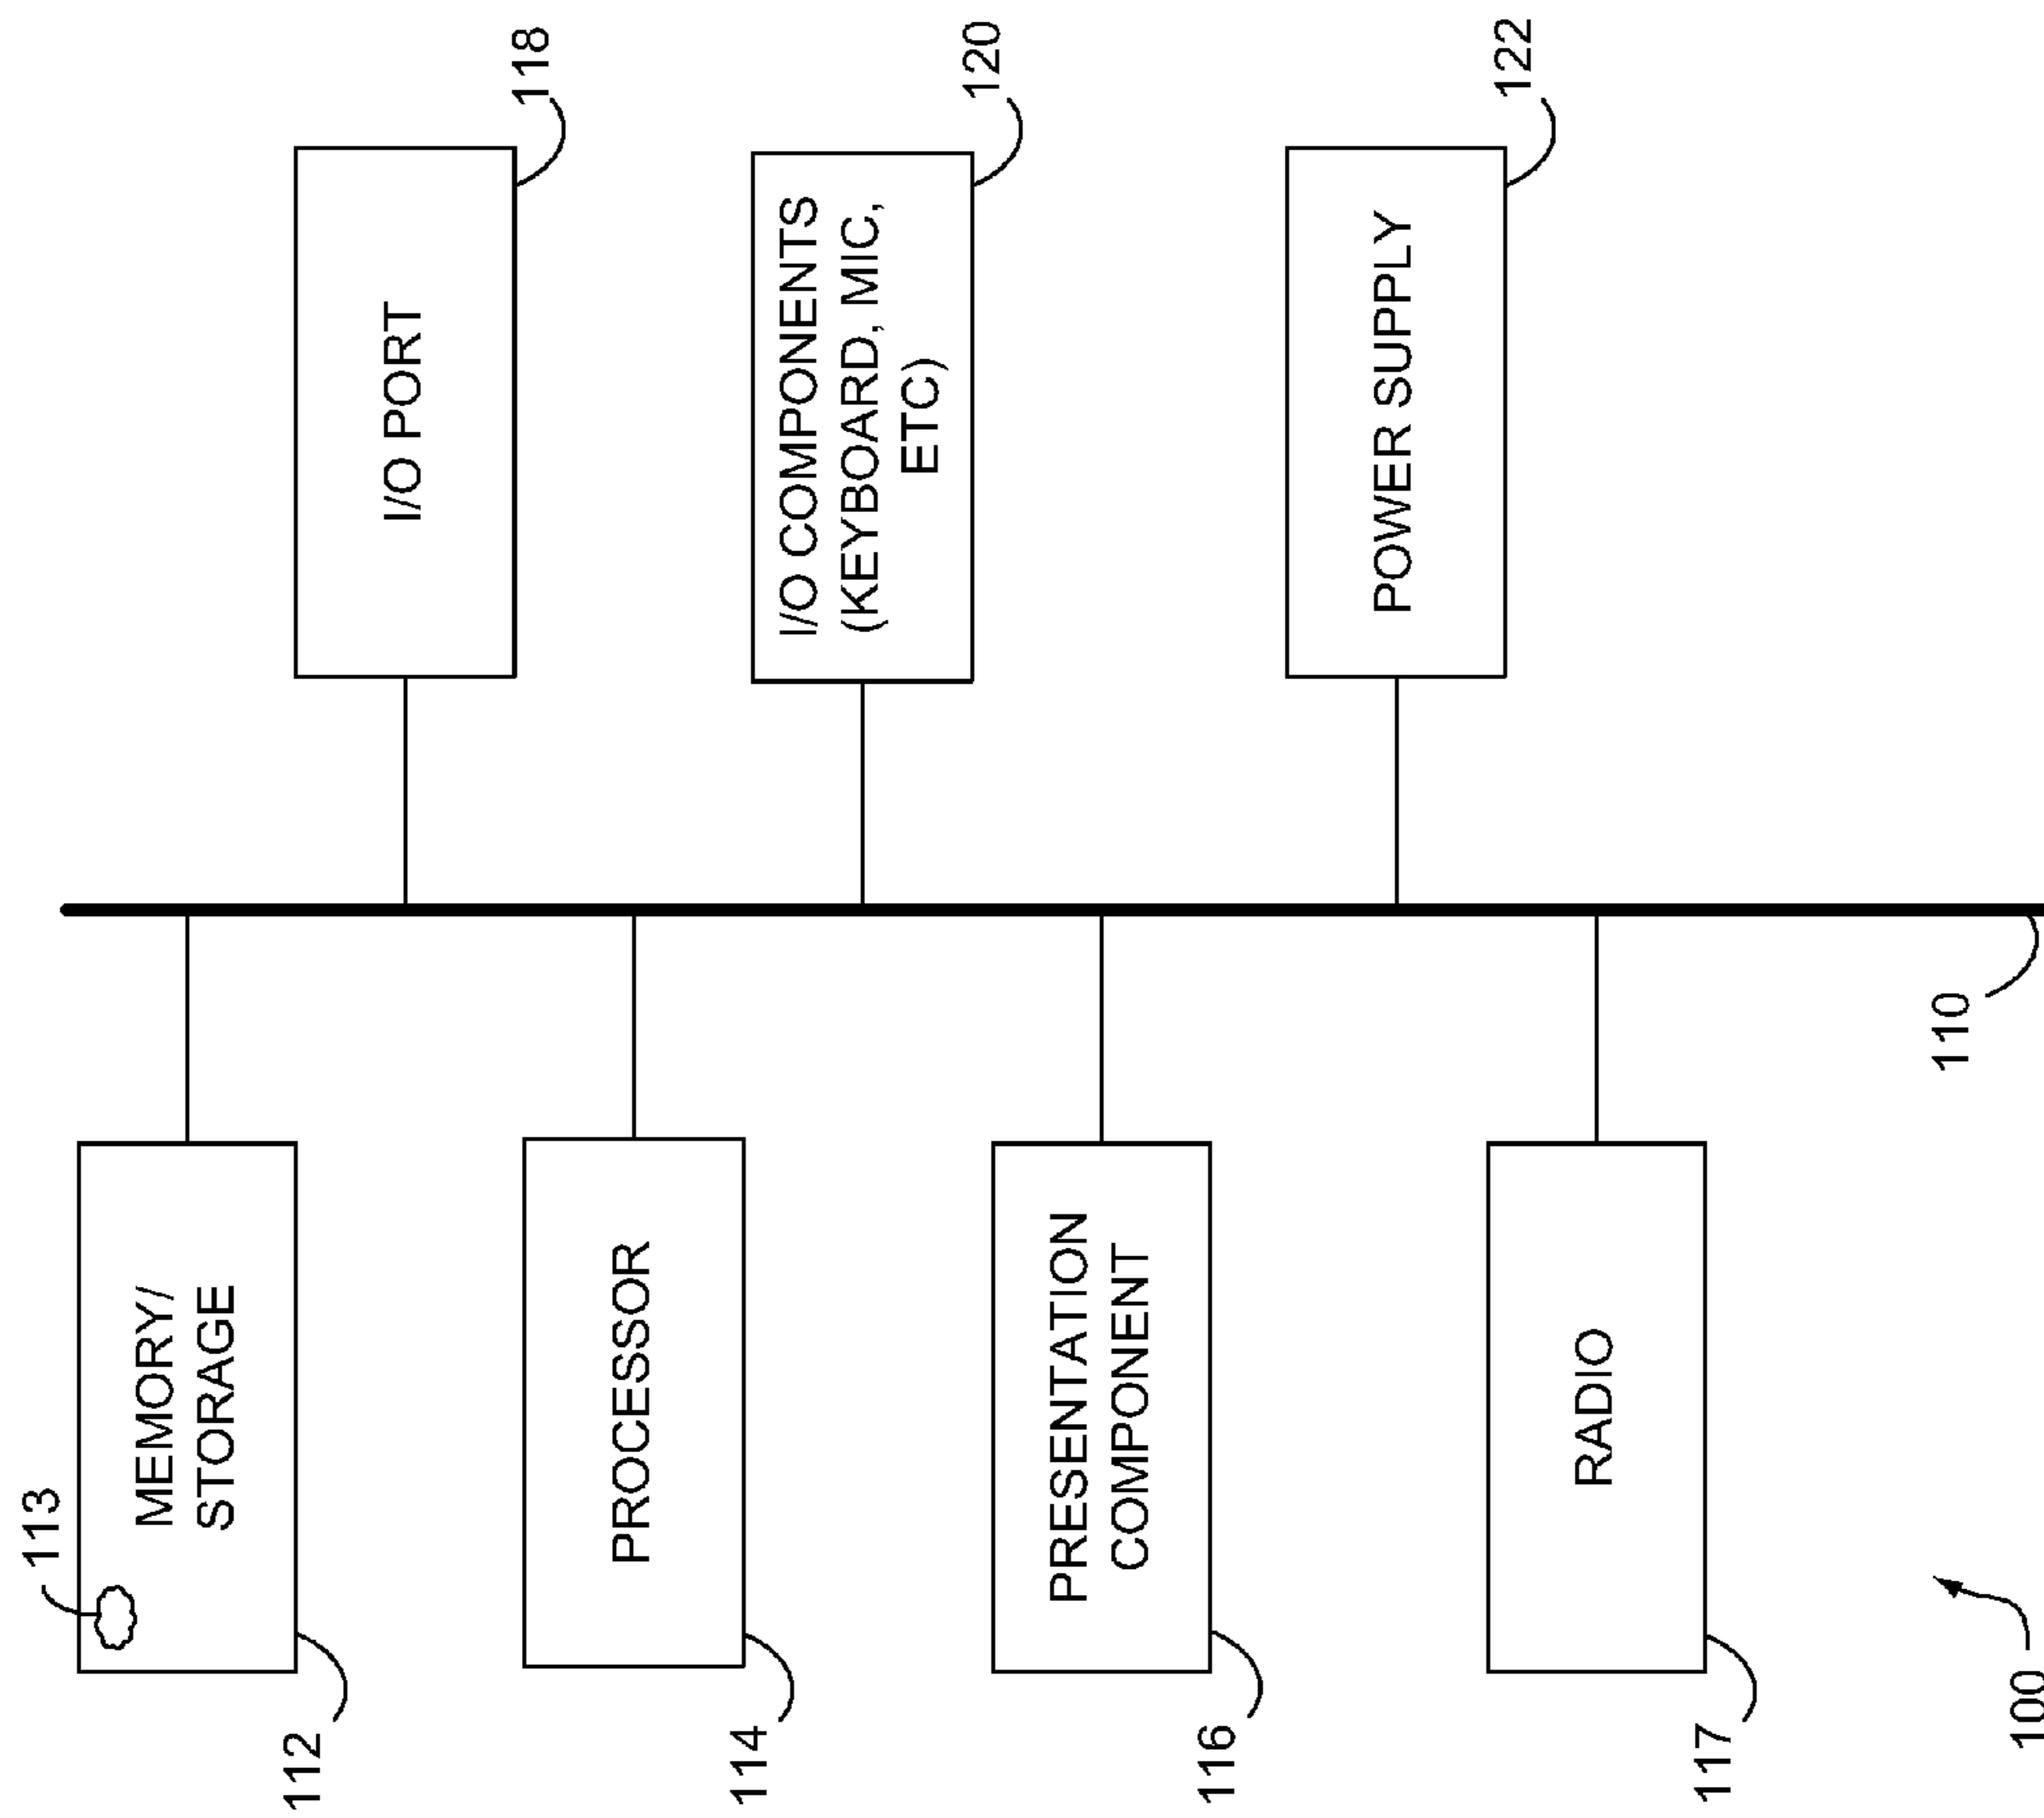 113
MEMORY/
STORAGE
112
I/O PORT
118
PROCESSOR
114
I/O COMPONENTS
(KEYBOARD, MIC,
ETC)
120
PRESENTATION
COMPONENT
116
POWER SUPPLY
122
RADIO
117
110
100